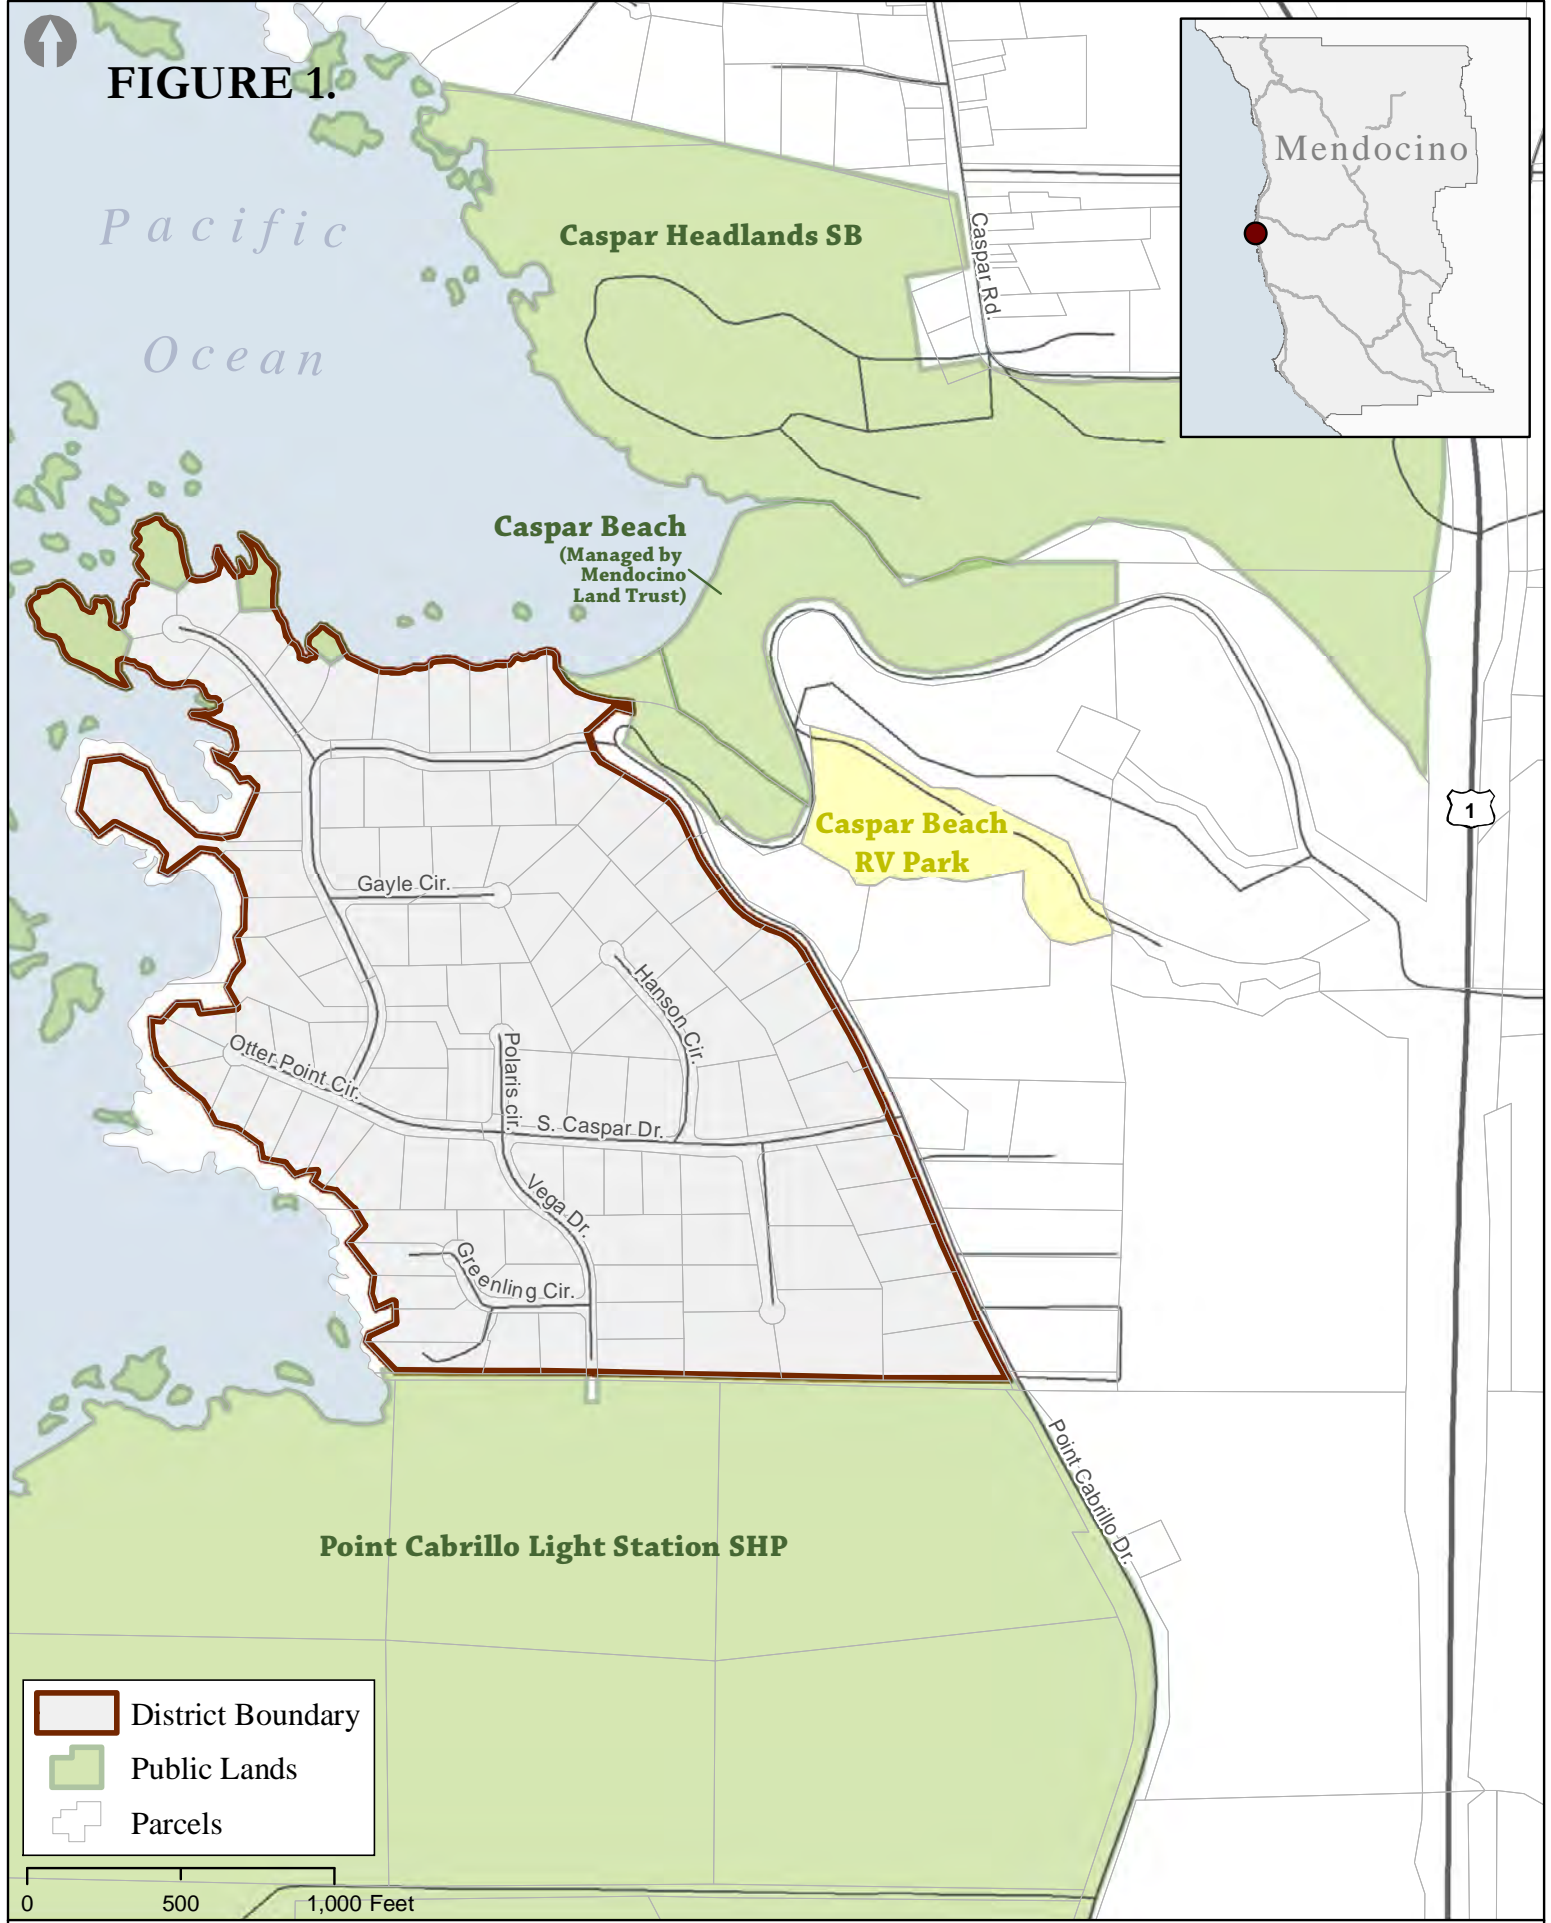 FIGURE 1.
Mendocino
Pacific
Ocean
Caspar Headlands SB
Caspar Rd.
Caspar Beach
(Managed by
Mendocino
Land Trust)
1
Caspar Beach
RV Park
Gayle Cir.
Hanson Cir.
Otter Point Cir.
Polaris cir.
S. Caspar Dr.
Vega Dr.
Greenling Cir.
Point Cabrillo Dr.
Point Cabrillo Light Station SHP
District Boundary
Public Lands
Parcels
0 500 1,000 Feet